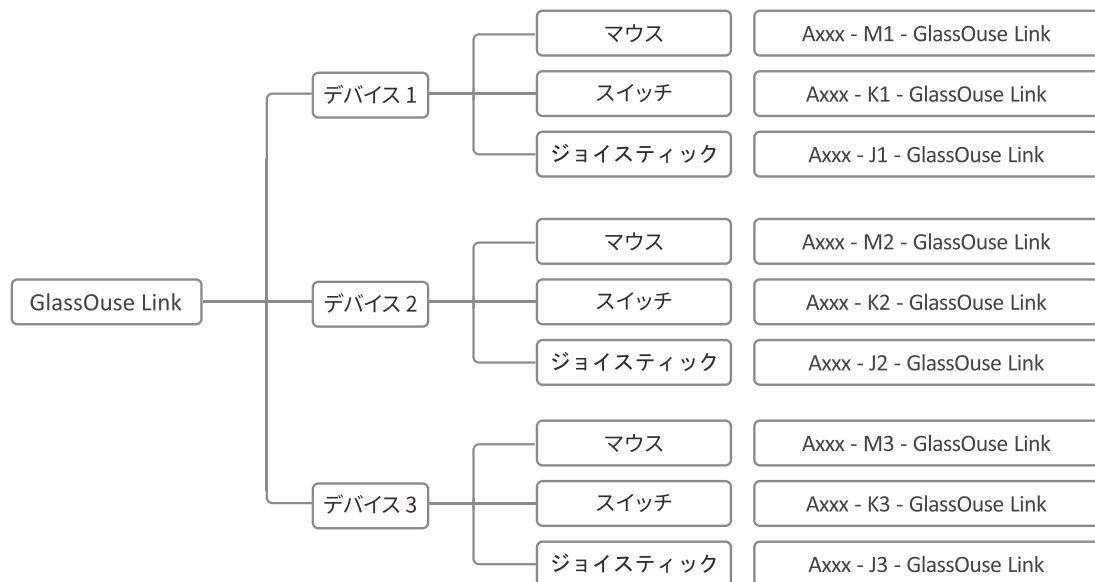 マウス
Axxx - M1 - GlassOuse Link
デバイス 1
スイッチ
Axxx - K1 - GlassOuse Link
ジョイスティック
Axxx - J1 - GlassOuse Link
マウス
Axxx - M2 - GlassOuse Link
GlassOuse Link
デバイス 2
スイッチ
Axxx - K2 - GlassOuse Link
ジョイスティック
Axxx - J2 - GlassOuse Link
マウス
Axxx - M3 - GlassOuse Link
デバイス 3
スイッチ
Axxx - K3 - GlassOuse Link
ジョイスティック
Axxx - J3 - GlassOuse Link